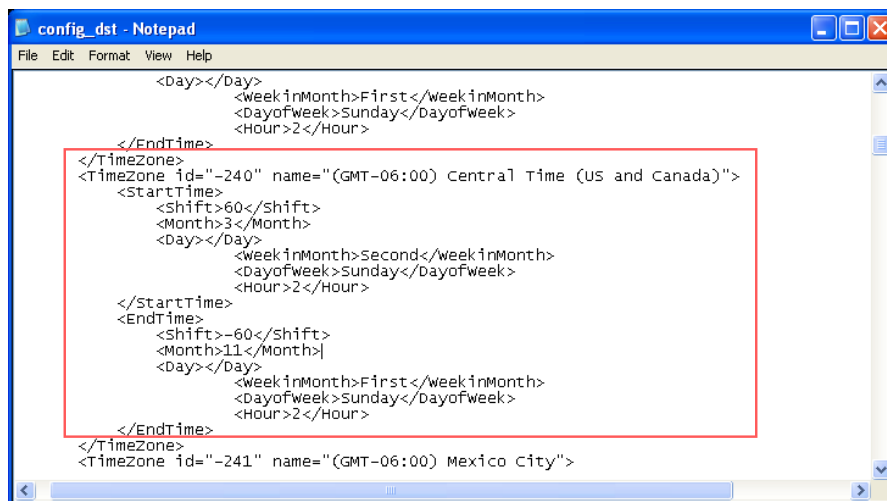 config_dst - Notepad
File Edit Format View Help
<Day></Day>
<WeekinMonth>First</WeekinMonth>
<DayofWeek>Sunday</DayofWeek>
<Hour>2</Hour>
</EndTime>
</TimeZone>
<TimeZone id="-240" name="(GMT-06:00) Central Time (US and Canada)">
<StartTime>
<Shift>60</Shift>
<Month>3</Month>
<Day></Day>
<WeekinMonth>Second</WeekinMonth>
<DayofWeek>Sunday</DayofWeek>
<Hour>2</Hour>
</StartTime>
<EndTime>
<Shift>-60</Shift>
<Month>11</Month>
<Day></Day>
<WeekinMonth>First</WeekinMonth>
<DayofWeek>Sunday</DayofWeek>
<Hour>2</Hour>
</EndTime>
</TimeZone>
<TimeZone id="-241" name="(GMT-06:00) Mexico City">